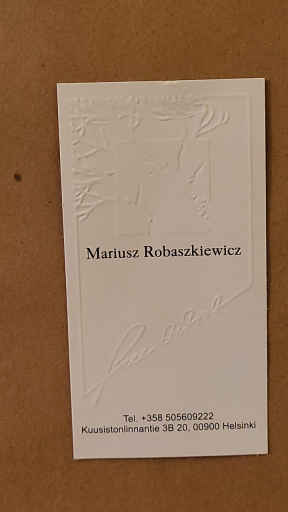 Mariusz Robaszkiewicz
Tel. +358 505609222
Kuusistonlinnantie 3B 20, 00900 Helsinki